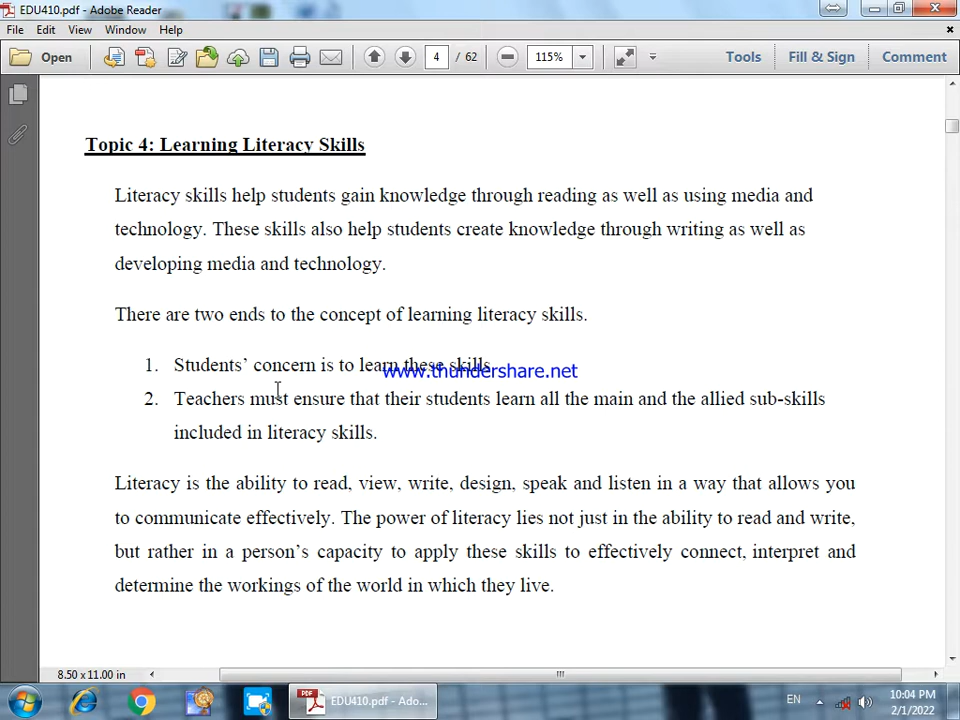 EDU410.pdf - Adobe Reader
File Edit View Window Help
Open 4 / 62 115% Tools Fill & Sign Comment
Topic 4: Learning Literacy Skills
Literacy skills help students gain knowledge through reading as well as using media and
technology. These skills also help students create knowledge through writing as well as
developing media and technology.
There are two ends to the concept of learning literacy skills.
1. Students’ concern is to learn these skills.
www.thundershare.net
2. Teachers must ensure that their students learn all the main and the allied sub-skills
included in literacy skills.
Literacy is the ability to read, view, write, design, speak and listen in a way that allows you
to communicate effectively. The power of literacy lies not just in the ability to read and write,
but rather in a person’s capacity to apply these skills to effectively connect, interpret and
determine the workings of the world in which they live.
8.50 x 11.00 in
EDU410.pdf - Ado... EN 10:04 PM
2/1/2022